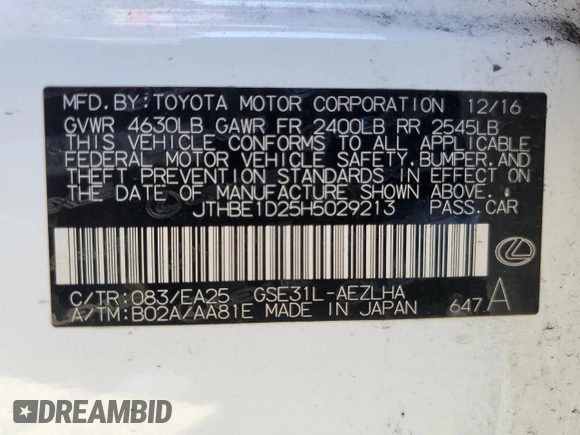 MFD. BY: TOYOTA MOTOR CORPORATION 12/16
GVWR 4630LB GAWR FR 2400LB RR 2545LB
THIS VEHICLE CONFORMS TO ALL APPLICABLE
FEDERAL MOTOR VEHICLE SAFETY, BUMPER, AND
THEFT PREVENTION STANDARDS IN EFFECT ON
THE DATE OF MANUFACTURE SHOWN ABOVE.
JTHBE1D25H5029213 PASS. CAR
C/TR: 083/EA25 GSE31L-AEZLHA
A/TM: B02A/AA81E MADE IN JAPAN 647 A
DREAMBID